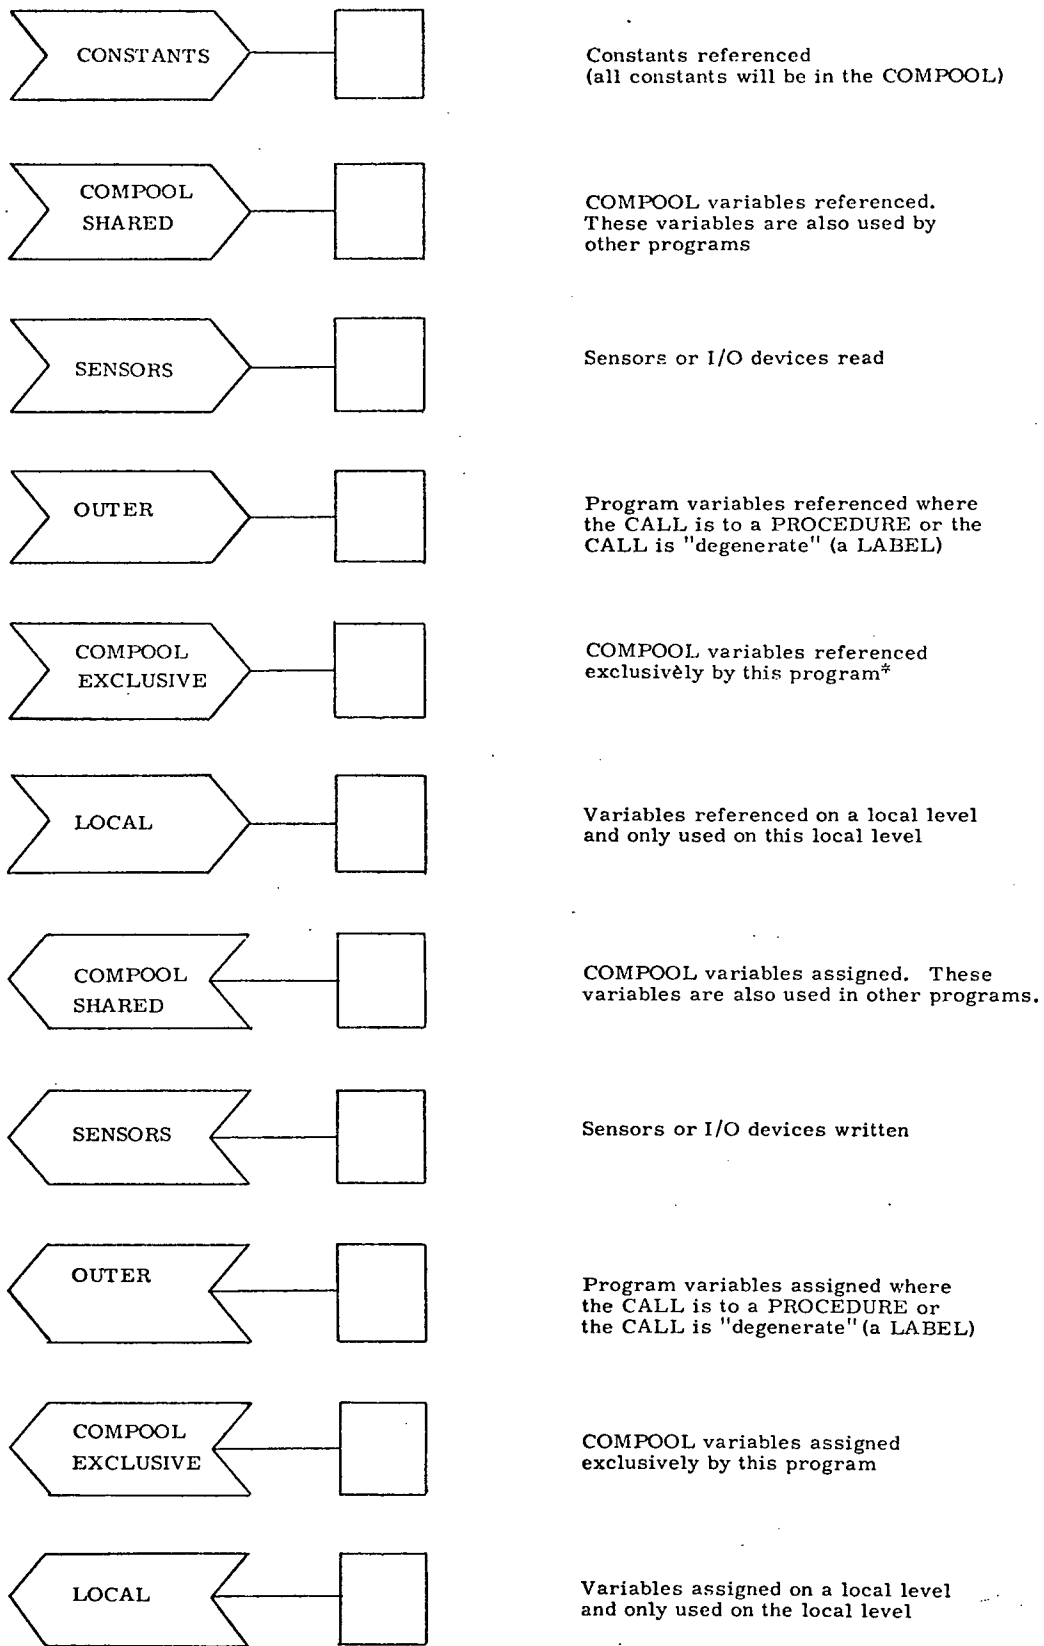 CONSTANTS
Constants referenced
(all constants will be in the COMPOOL)
COMPOOL
SHARED
COMPOOL variables referenced.
These variables are also used by
other programs
SENSORS
Sensors or I/O devices read
OUTER
Program variables referenced where
the CALL is to a PROCEDURE or the
CALL is "degenerate" (a LABEL)
COMPOOL
EXCLUSIVE
COMPOOL variables referenced
exclusively by this program*
LOCAL
Variables referenced on a local level
and only used on this local level
COMPOOL
SHARED
COMPOOL variables assigned. These
variables are also used in other programs.
SENSORS
Sensors or I/O devices written
OUTER
Program variables assigned where
the CALL is to a PROCEDURE or
the CALL is "degenerate" (a LABEL)
COMPOOL
EXCLUSIVE
COMPOOL variables assigned
exclusively by this program
LOCAL
Variables assigned on a local level
and only used on the local level